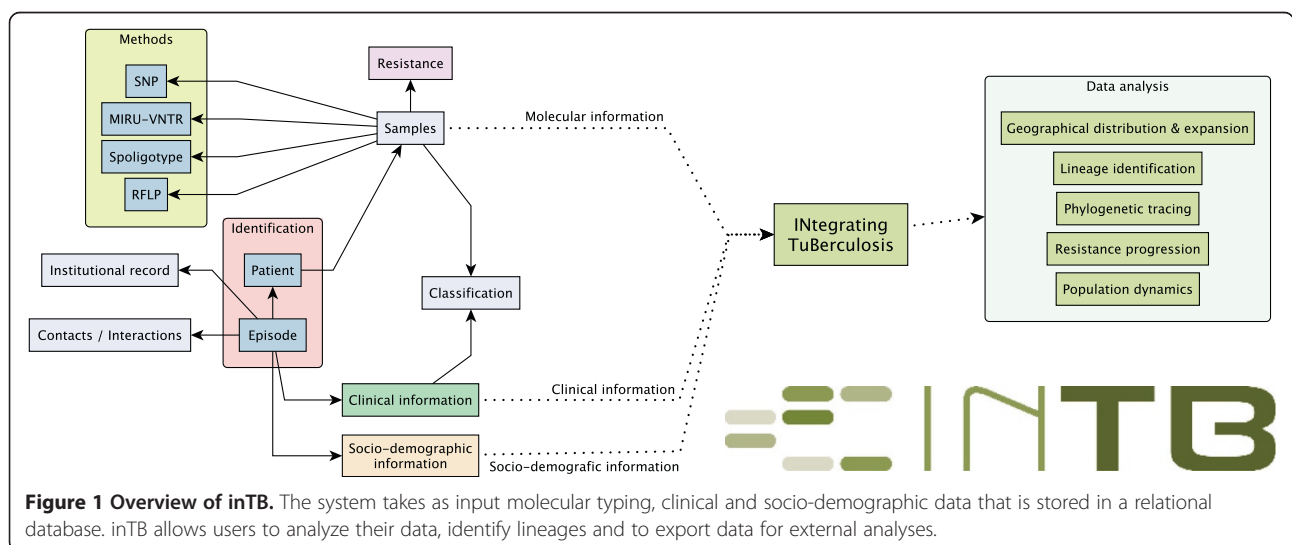 Methods
SNP
MIRU-VNTR
Spoligotype
RFLP
Resistance
Samples
Identification
Patient
Episode
Institutional record
Contacts / Interactions
Classification
Clinical information
Socio-demographic
information
Molecular information
Clinical information
Socio-demografic information
INtegrating
TuBerculosis
Data analysis
Geographical distribution & expansion
Lineage identification
Phylogenetic tracing
Resistance progression
Population dynamics
INTB
Figure 1 Overview of inTB. The system takes as input molecular typing, clinical and socio-demographic data that is stored in a relational
database. inTB allows users to analyze their data, identify lineages and to export data for external analyses.